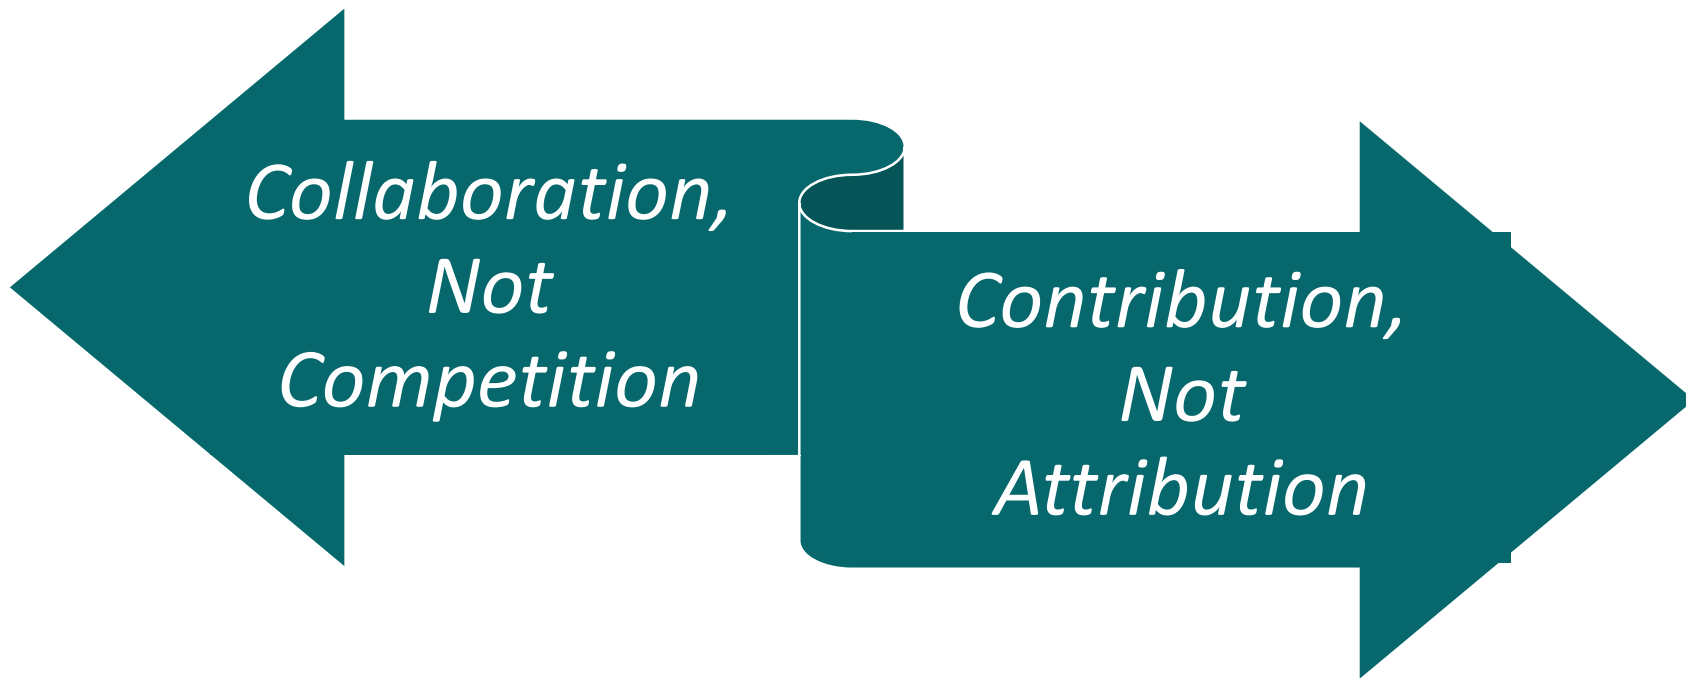 Collaboration,
Not
Competition
Contribution,
Not
Attribution